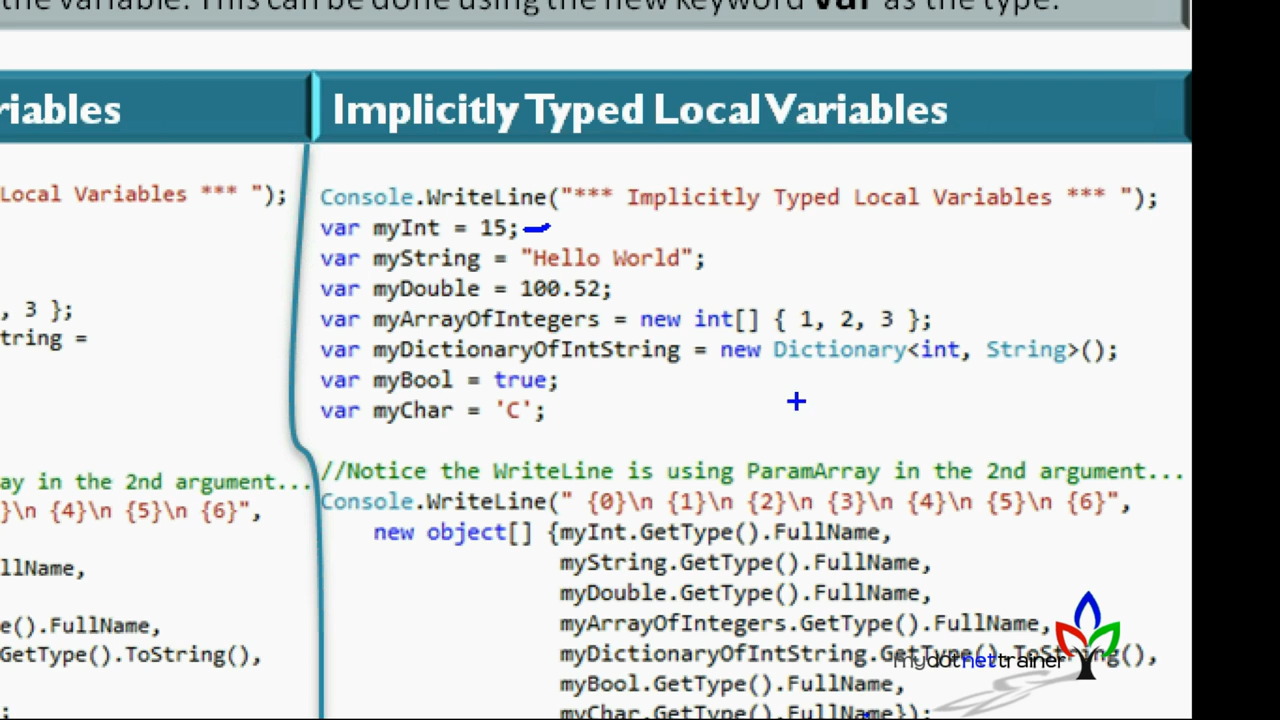 the variable. This can be done using the new keyword var as the type.
riables
Local Variables *** ");
, 3 };
tring =
ay in the 2nd argument...
}\n {4}\n {5}\n {6}",
llName,
e().FullName,
GetType().ToString(),
;
Implicitly Typed Local Variables
Console.WriteLine("*** Implicitly Typed Local Variables *** ");
var myInt = 15;
var myString = "Hello World";
var myDouble = 100.52;
var myArrayOfIntegers = new int[] { 1, 2, 3 };
var myDictionaryOfIntString = new Dictionary<int, String>();
var myBool = true;
var myChar = 'C';
//Notice the WriteLine is using ParamArray in the 2nd argument...
Console.WriteLine(" {0}\n {1}\n {2}\n {3}\n {4}\n {5}\n {6}",
new object[] {myInt.GetType().FullName,
myString.GetType().FullName,
myDouble.GetType().FullName,
myArrayOfIntegers.GetType().FullName,
myDictionaryOfIntString.GetType().ToString(),
myBool.GetType().FullName,
myChar.GetType().FullName});
mydotnettrainer